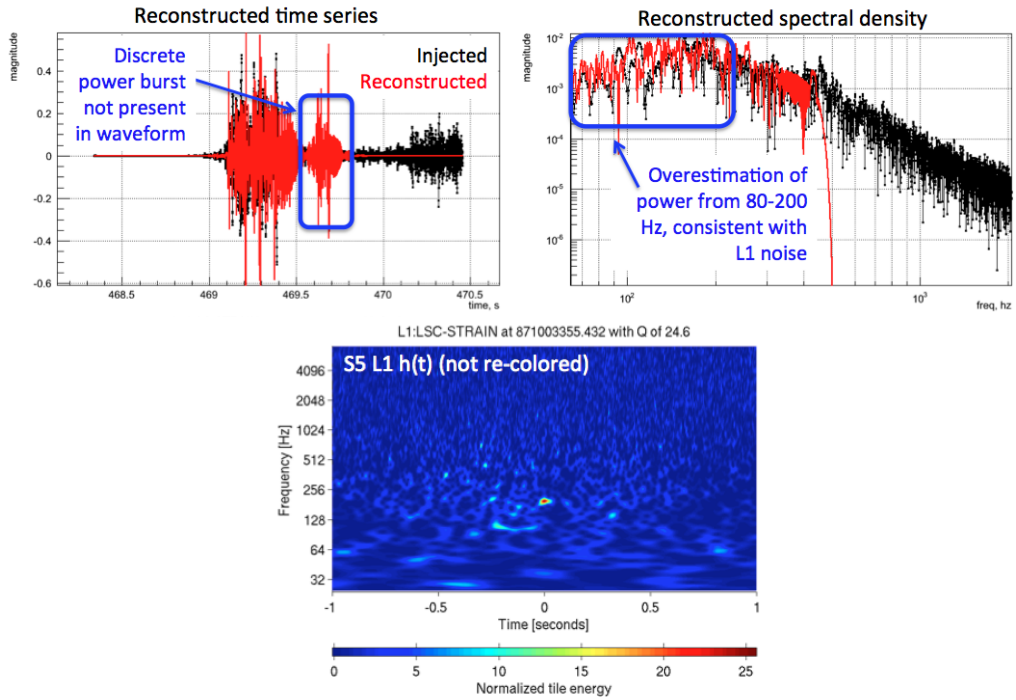 Reconstructed time series
magnitude
0.4
0.2
0
-0.2
-0.4
-0.6
468.5
469
469.5
470
470.5
time, s
Discrete
power burst
not present
in waveform
Injected
Reconstructed
Reconstructed spectral density
magnitude
10-2
10-3
10-4
10-5
10-6
102
103
freq, hz
Overestimation of
power from 80-200
Hz, consistent with
L1 noise
L1:LSC-STRAIN at 871003355.432 with Q of 24.6
S5 L1 h(t) (not re-colored)
Frequency [Hz]
4096
2048
1024
512
256
128
64
32
-1
-0.5
0
0.5
1
Time [seconds]
0
5
10
15
20
25
Normalized tile energy